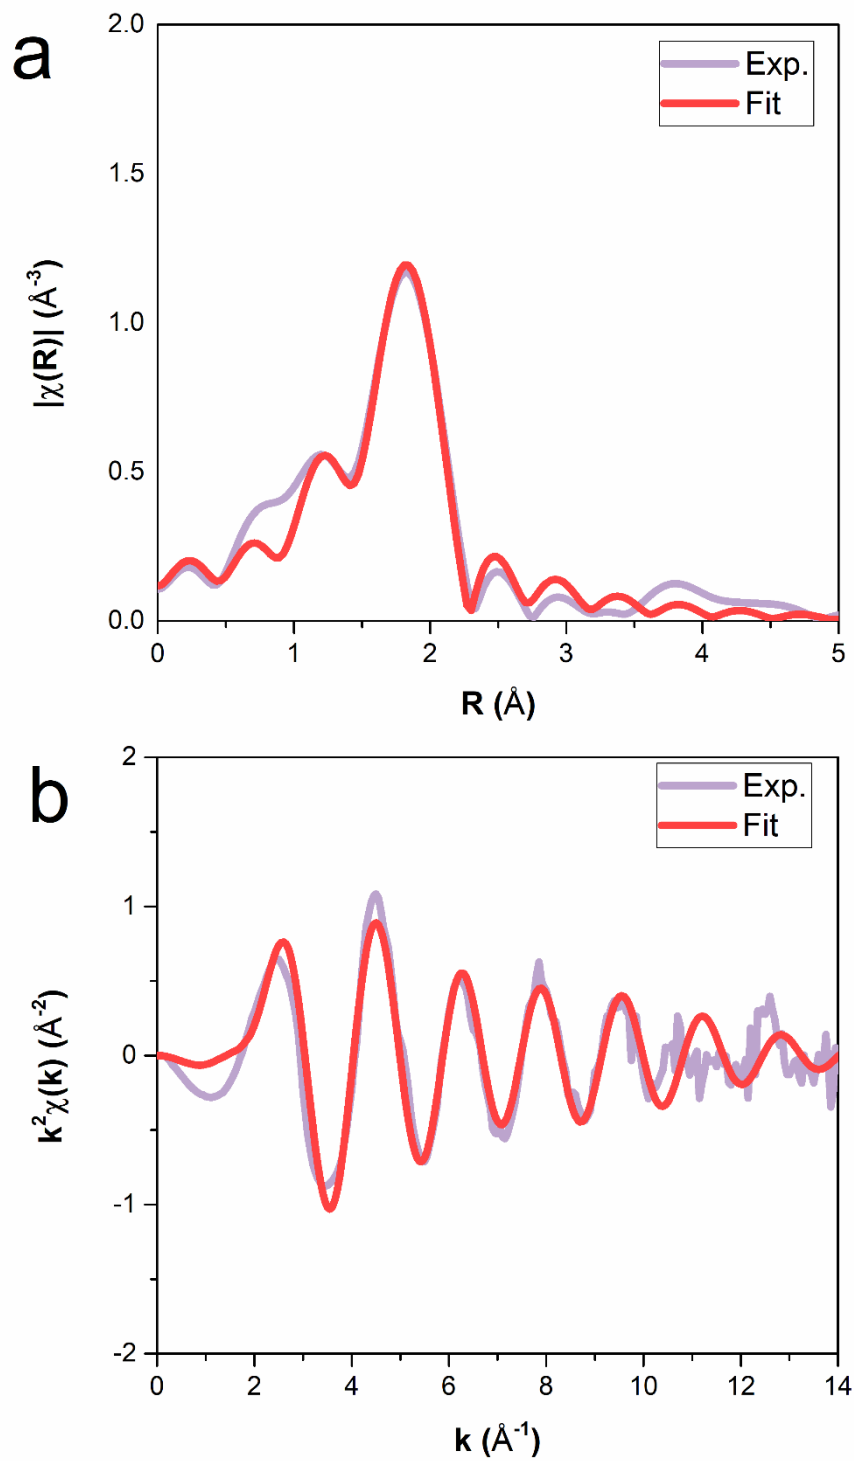 a
2.0
1.5
1.0
0.5
0.0
|χ(R)| (Å⁻³)
Exp.
Fit
0 1 2 3 4 5
R (Å)
b
2
1
0
-1
-2
k²χ(k) (Å⁻²)
Exp.
Fit
0 2 4 6 8 10 12 14
k (Å⁻¹)